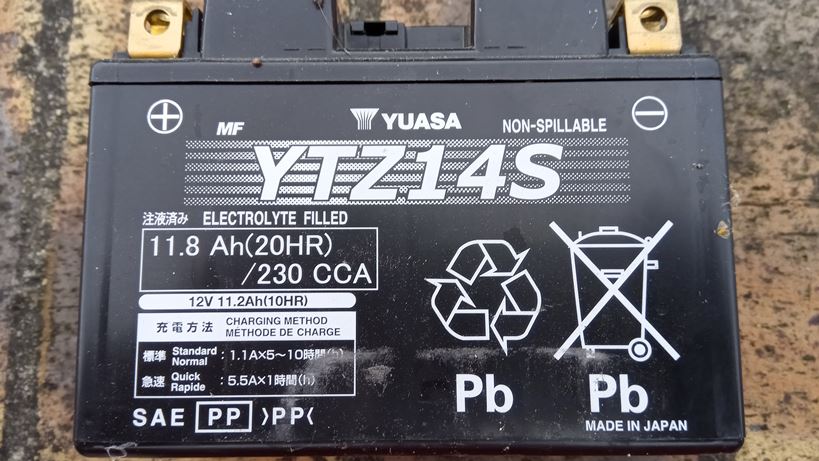 MF
YUASA
NON-SPILLABLE
YTZ14S
注液済み ELECTROLYTE FILLED
11.8 Ah(20HR)
/230 CCA
12V 11.2Ah(10HR)
充電方法 CHARGING METHOD
METHODE DE CHARGE
標準 Standard Normal : 1.1A×5〜10時間(h)
急速 Quick Rapide : 5.5A×1時間(h)
SAE PP >PP<
Pb
Pb
MADE IN JAPAN